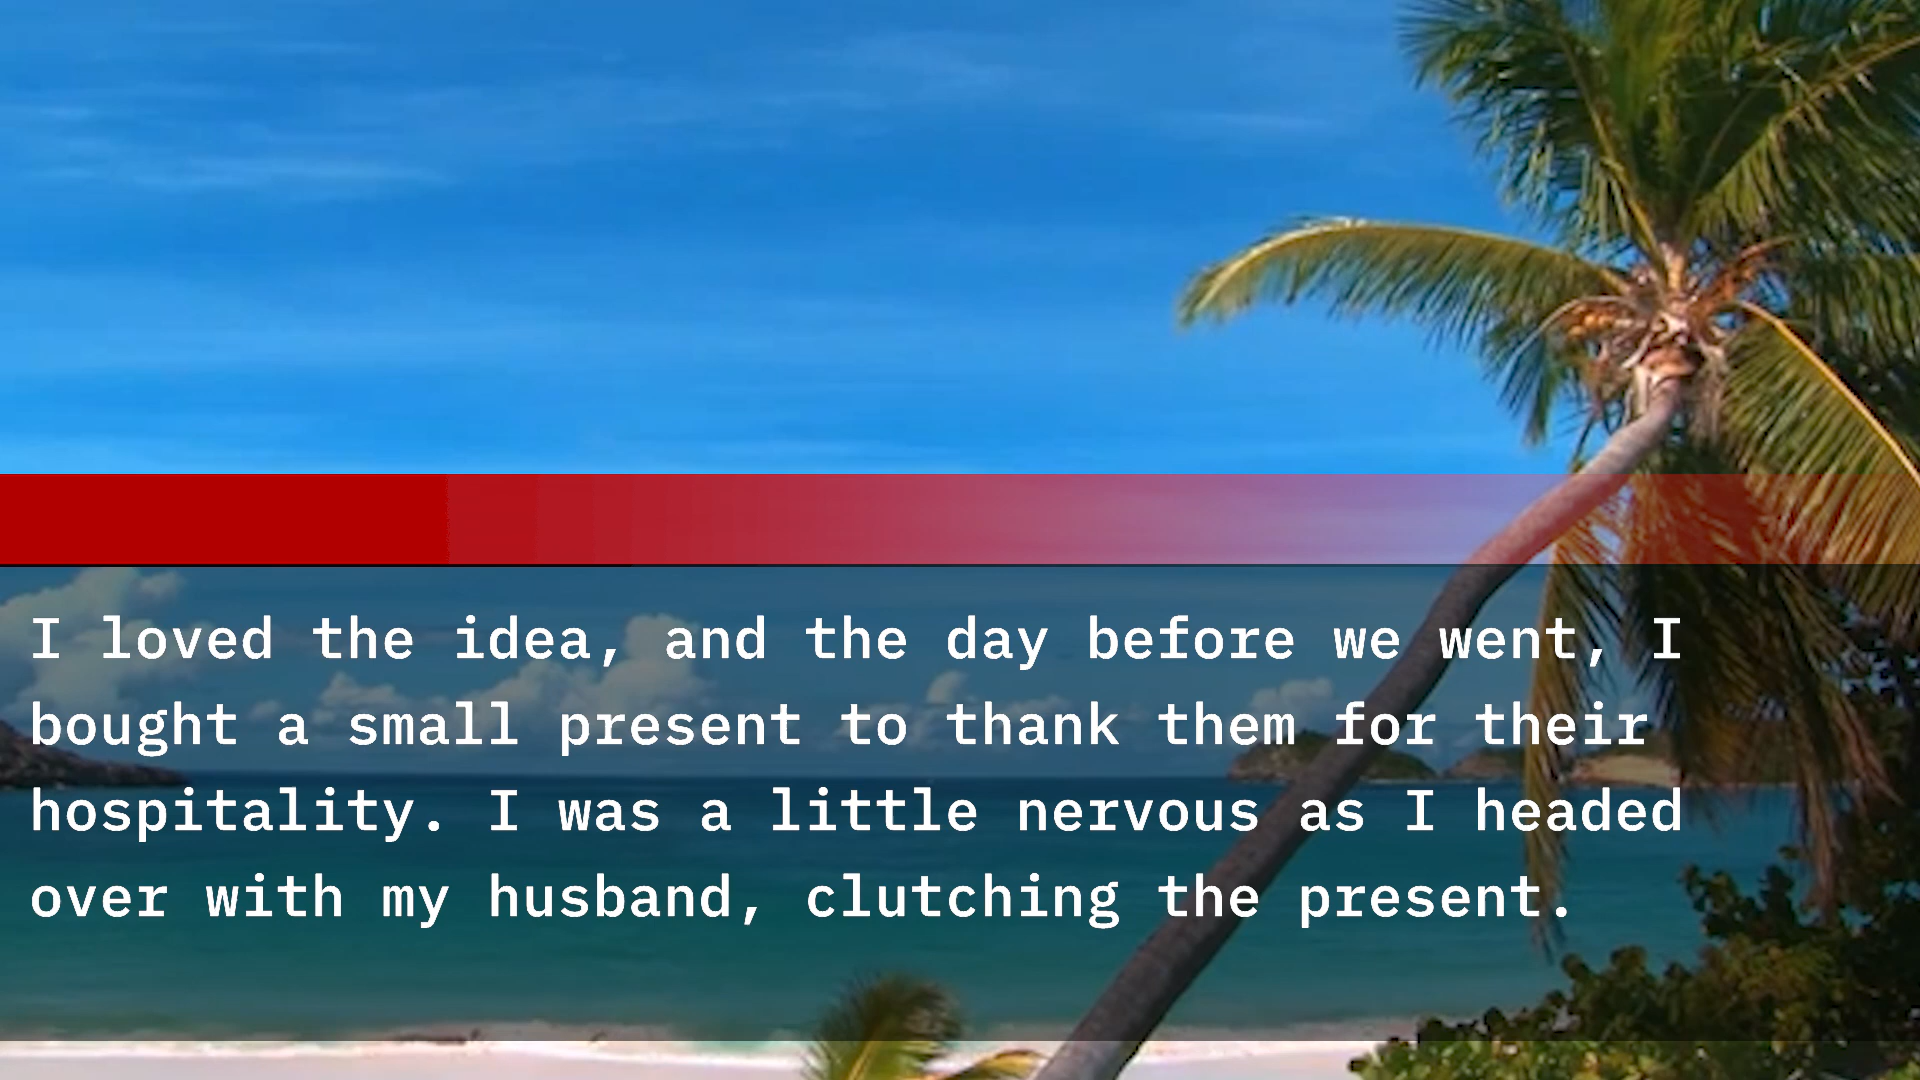 I loved the idea, and the day before we went, I
bought a small present to thank them for their
hospitality. I was a little nervous as I headed
over with my husband, clutching the present.